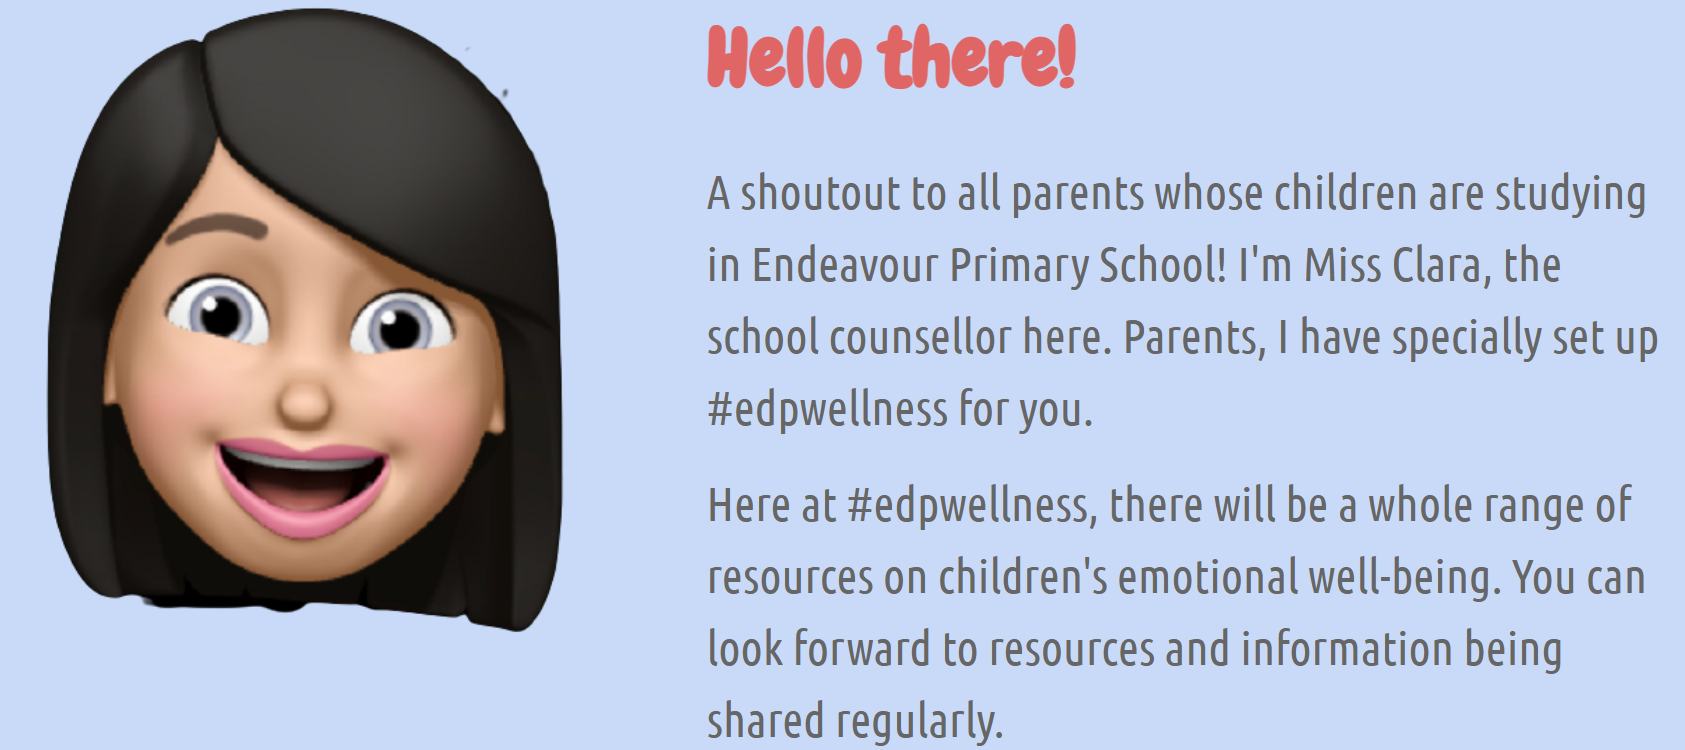 Hello there!
A shoutout to all parents whose children are studying
in Endeavour Primary School! I'm Miss Clara, the
school counsellor here. Parents, I have specially set up
#edpwellness for you.
Here at #edpwellness, there will be a whole range of
resources on children's emotional well-being. You can
look forward to resources and information being
shared regularly.